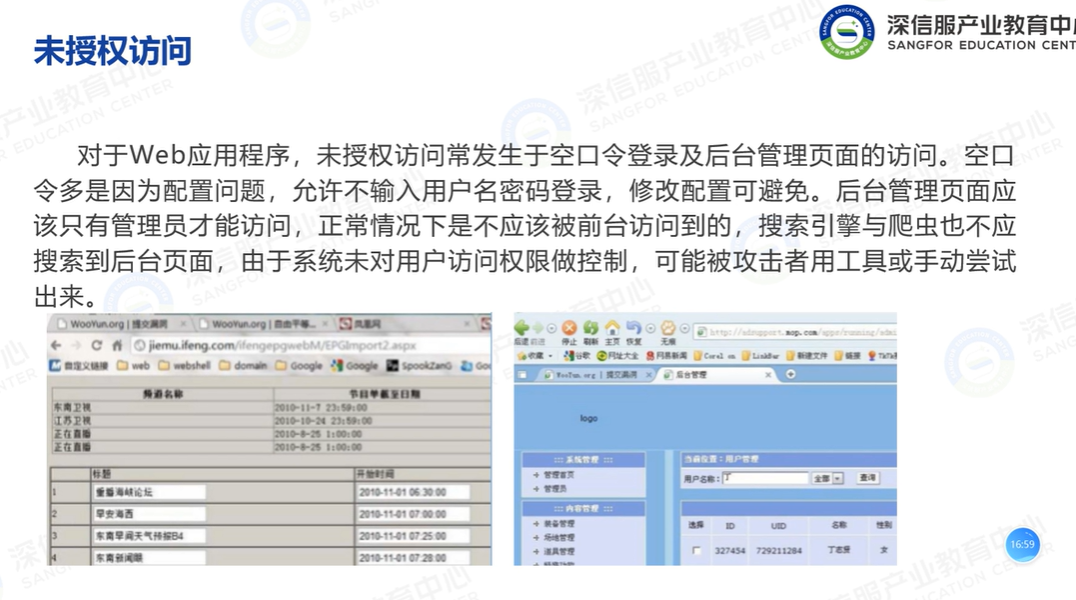 未授权访问
深信服产业教育中
SANGFOR EDUCATION CENT
对于Web应用程序，未授权访问常发生于空口令登录及后台管理页面的访问。空口
令多是因为配置问题，允许不输入用户名密码登录，修改配置可避免。后台管理页面应
该只有管理员才能访问，正常情况下是不应该被前台访问到的，搜索引擎与爬虫也不应
搜索到后台页面，由于系统未对用户访问权限做控制，可能被攻击者用工具或手动尝试
出来。
WooYun.org | 提交漏洞 WooYun.org | 自由平等... 凤凰网
jiemu.ifeng.com/ifengepgwebM/EPGImport2.aspx
自定义链接 web webshell domain Google Google SpookZanG Goo
频道名称 节目单截至日期
东南卫视 2010-11-7 23:59:00
江苏卫视 2010-10-24 23:59:00
正在直播 2010-8-25 1:00:00
正在直播 2010-8-25 1:00:00
标题 开始时间
1 重播海峡论坛 2010-11-01 06:30:00
2 早安海西 2010-11-01 07:00:00
3 东南早间天气预报B4 2010-11-01 07:25:00
4 东南新闻眼 2010-11-01 07:28:00
后退 前进 停止 刷新 主页 恢复 无痕
http://adsupport.mop.com/apps/running/admi
收藏 谷歌 网址大全 凤凰新闻 新建文件 链接
WooYun.org | 提交漏洞 后台管理
logo
::: 系统管理 :::
管理首页
管理员
::: 内容管理 :::
装备管理
场地管理
道具管理
当前位置：用户管理
用户名称： 全部 查询
选择 ID UID 名称 性别
327454 729211284 女
16:59